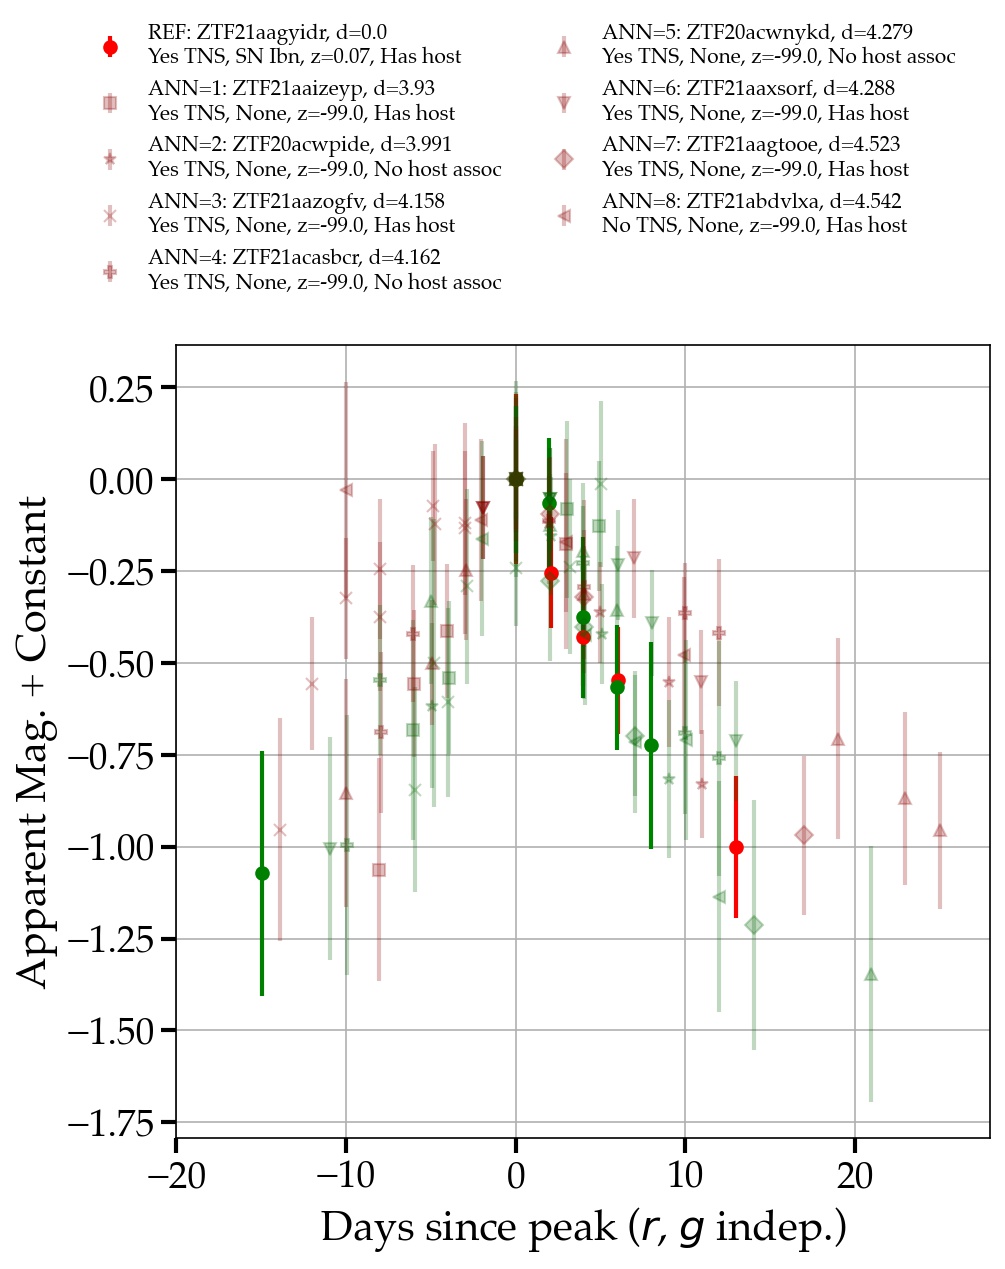 REF: ZTF21aagyidr, d=0.0
Yes TNS, SN Ibn, z=0.07, Has host
ANN=1: ZTF21aaizeyp, d=3.93
Yes TNS, None, z=-99.0, Has host
ANN=2: ZTF20acwpide, d=3.991
Yes TNS, None, z=-99.0, No host assoc
ANN=3: ZTF21aazogfv, d=4.158
Yes TNS, None, z=-99.0, Has host
ANN=4: ZTF21acasbcr, d=4.162
Yes TNS, None, z=-99.0, No host assoc
ANN=5: ZTF20acwnykd, d=4.279
Yes TNS, None, z=-99.0, No host assoc
ANN=6: ZTF21aaxsorf, d=4.288
Yes TNS, None, z=-99.0, Has host
ANN=7: ZTF21aagtooe, d=4.523
Yes TNS, None, z=-99.0, Has host
ANN=8: ZTF21abdvlxa, d=4.542
No TNS, None, z=-99.0, Has host
Apparent Mag. + Constant
0.25
0.00
−0.25
−0.50
−0.75
−1.00
−1.25
−1.50
−1.75
−20
−10
0
10
20
Days since peak (r, g indep.)